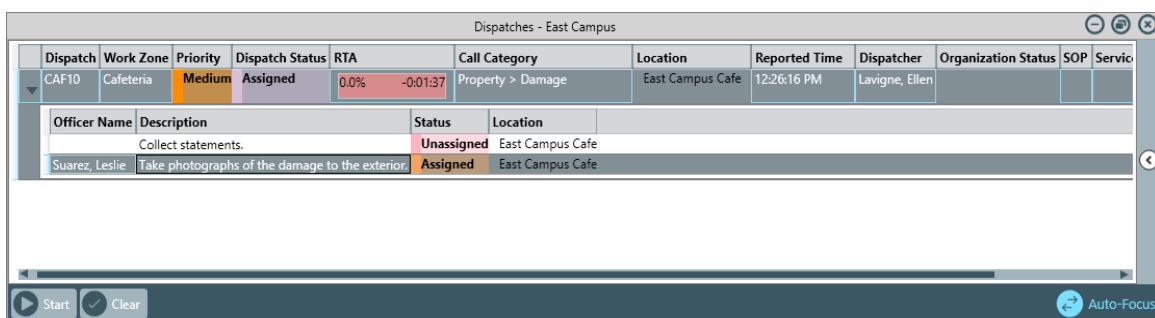 Dispatches - East Campus
Dispatch Work Zone Priority Dispatch Status RTA Call Category Location Reported Time Dispatcher Organization Status SOP Servic
CAF10 Cafeteria Medium Assigned 0.0% -0:01:37 Property > Damage East Campus Cafe 12:26:16 PM Lavigne, Ellen
Officer Name Description Status Location
Collect statements. Unassigned East Campus Cafe
Suarez, Leslie Take photographs of the damage to the exterior. Assigned East Campus Cafe
Start Clear Auto-Focus